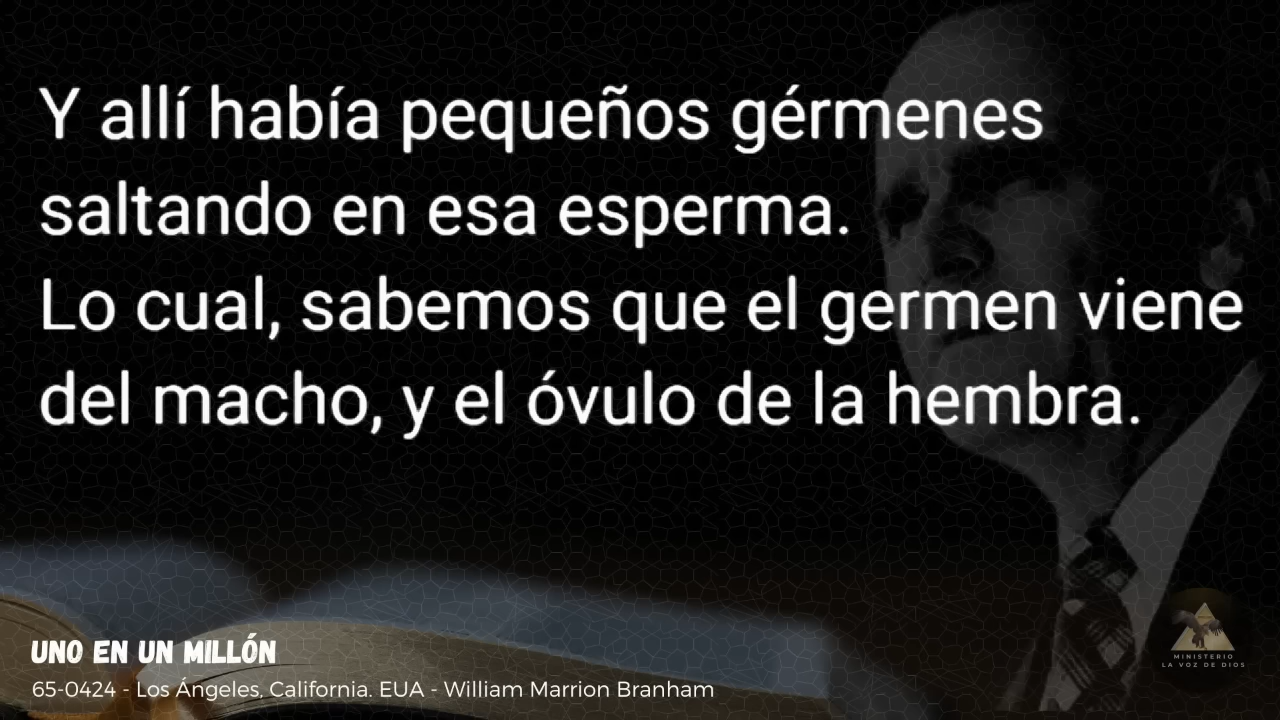 Y allí había pequeños gérmenes
saltando en esa esperma.
Lo cual, sabemos que el germen viene
del macho, y el óvulo de la hembra.
UNO EN UN MILLÓN
65-0424 - Los Ángeles, California. EUA - William Marrion Branham
MINISTERIO
LA VOZ DE DIOS